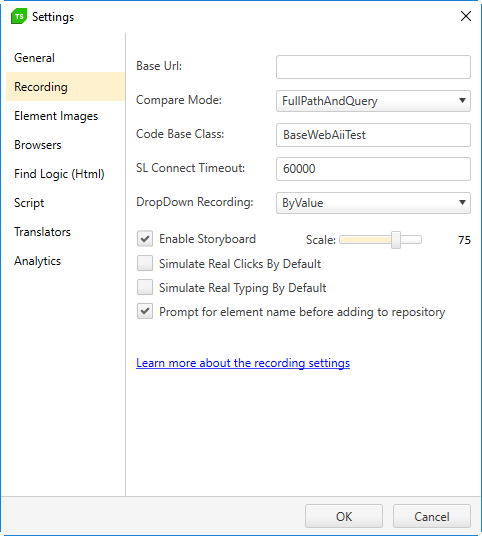 TS Settings
General
Recording
Element Images
Browsers
Find Logic (Html)
Script
Translators
Analytics
Base Url:
Compare Mode: FullPathAndQuery
Code Base Class: BaseWebAiiTest
SL Connect Timeout: 60000
DropDown Recording: ByValue
Enable Storyboard Scale: 75
Simulate Real Clicks By Default
Simulate Real Typing By Default
Prompt for element name before adding to repository
Learn more about the recording settings
OK Cancel